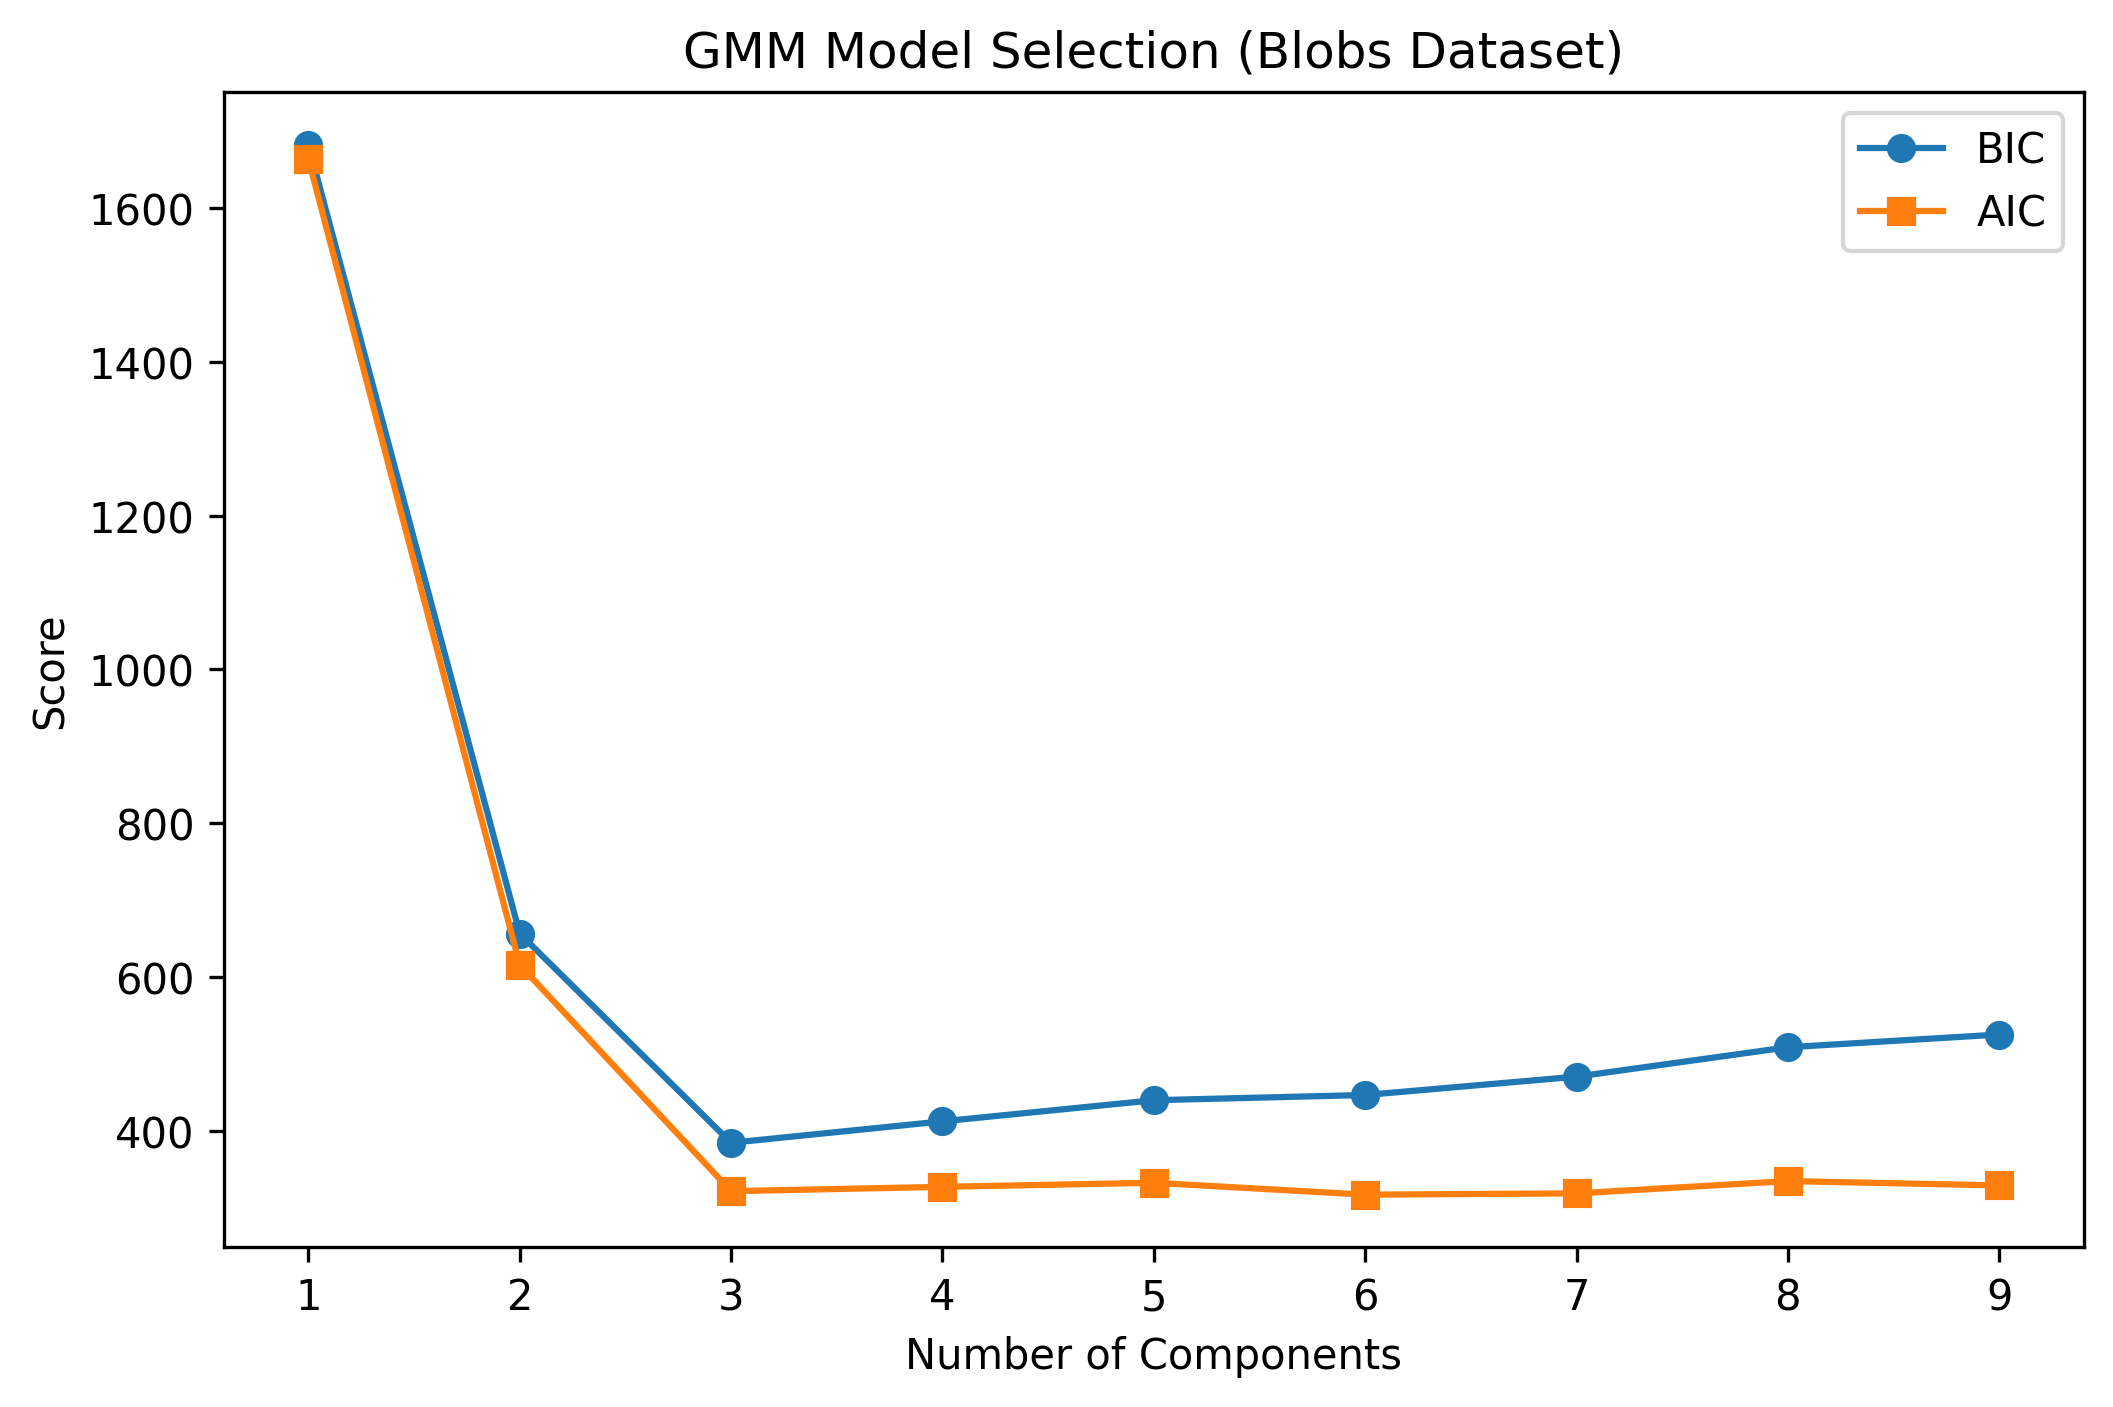 GMM Model Selection (Blobs Dataset)
BIC
AIC
Score
1600
1400
1200
1000
800
600
400
1 2 3 4 5 6 7 8 9
Number of Components